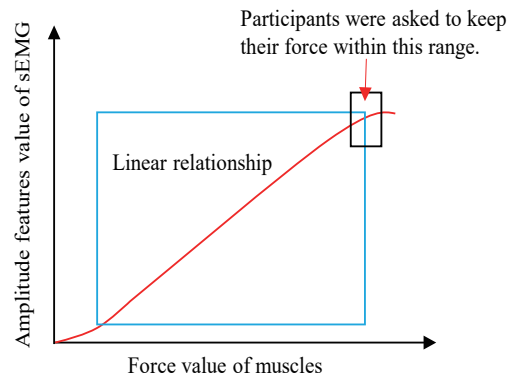 Participants were asked to keep
their force within this range.
Amplitude features value of sEMG
Linear relationship
Force value of muscles